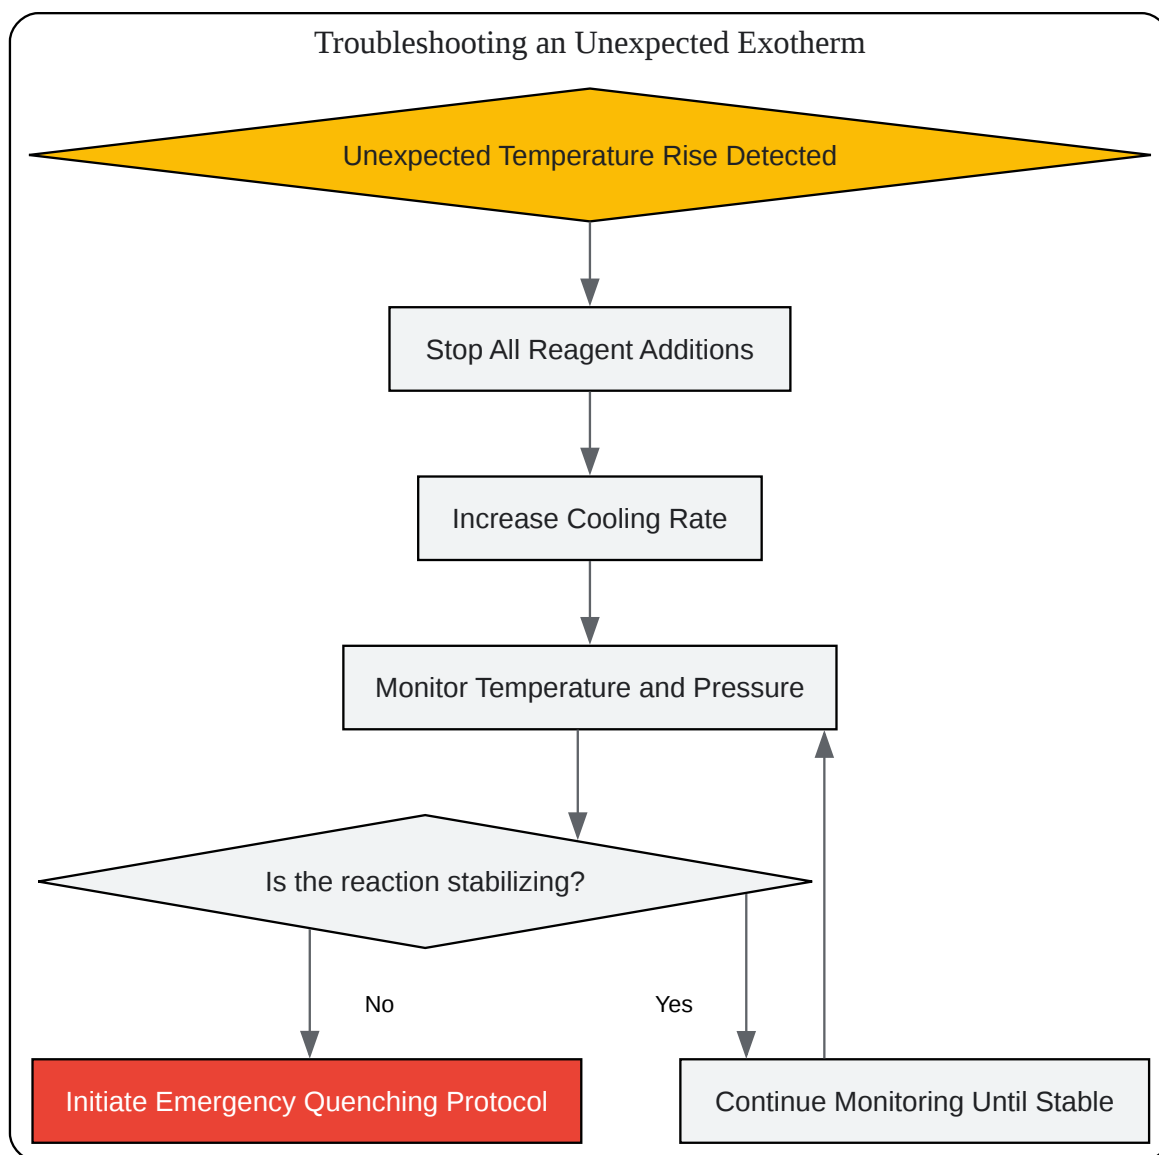 Troubleshooting an Unexpected Exotherm
Unexpected Temperature Rise Detected
Stop All Reagent Additions
Increase Cooling Rate
Monitor Temperature and Pressure
Is the reaction stabilizing?
No
Yes
Initiate Emergency Quenching Protocol
Continue Monitoring Until Stable